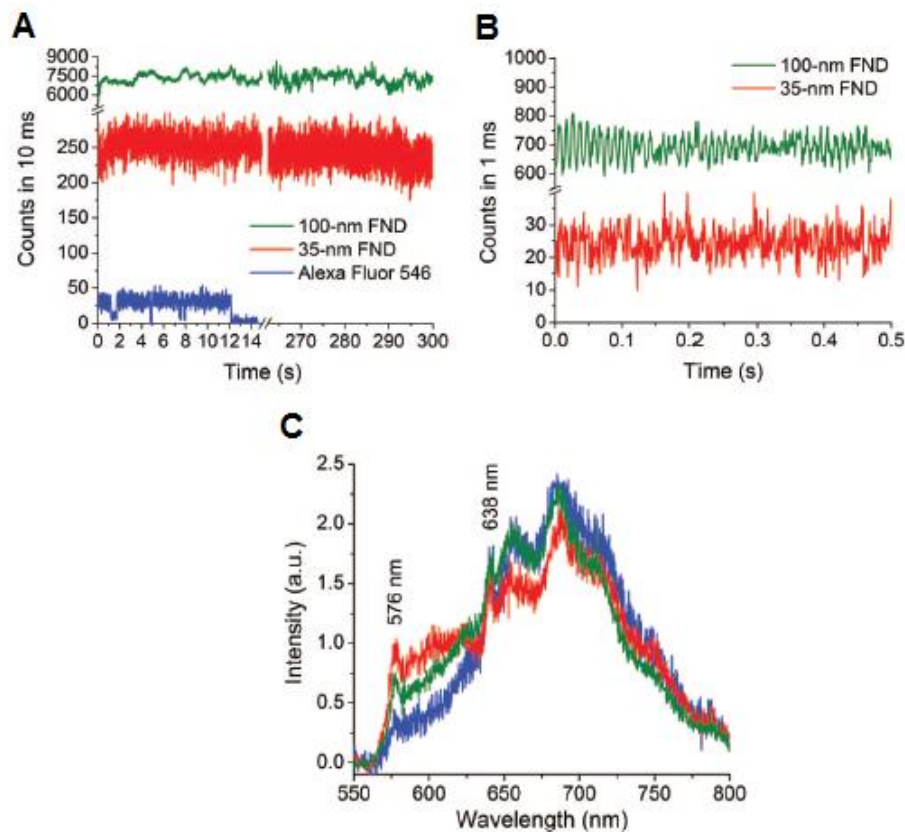 A
9000
7500
6000
250
200
150
100
50
0
Counts in 10 ms
100-nm FND
35-nm FND
Alexa Fluor 546
0 2 4 6 8 10 12 14 270 280 290 300
Time (s)
B
1000
900
800
700
600
30
25
20
15
10
5
0
Counts in 1 ms
100-nm FND
35-nm FND
0.0 0.1 0.2 0.3 0.4 0.5
Time (s)
C
2.5
2.0
1.5
1.0
0.5
0.0
Intensity (a.u.)
576 nm
638 nm
550 600 650 700 750 800
Wavelength (nm)